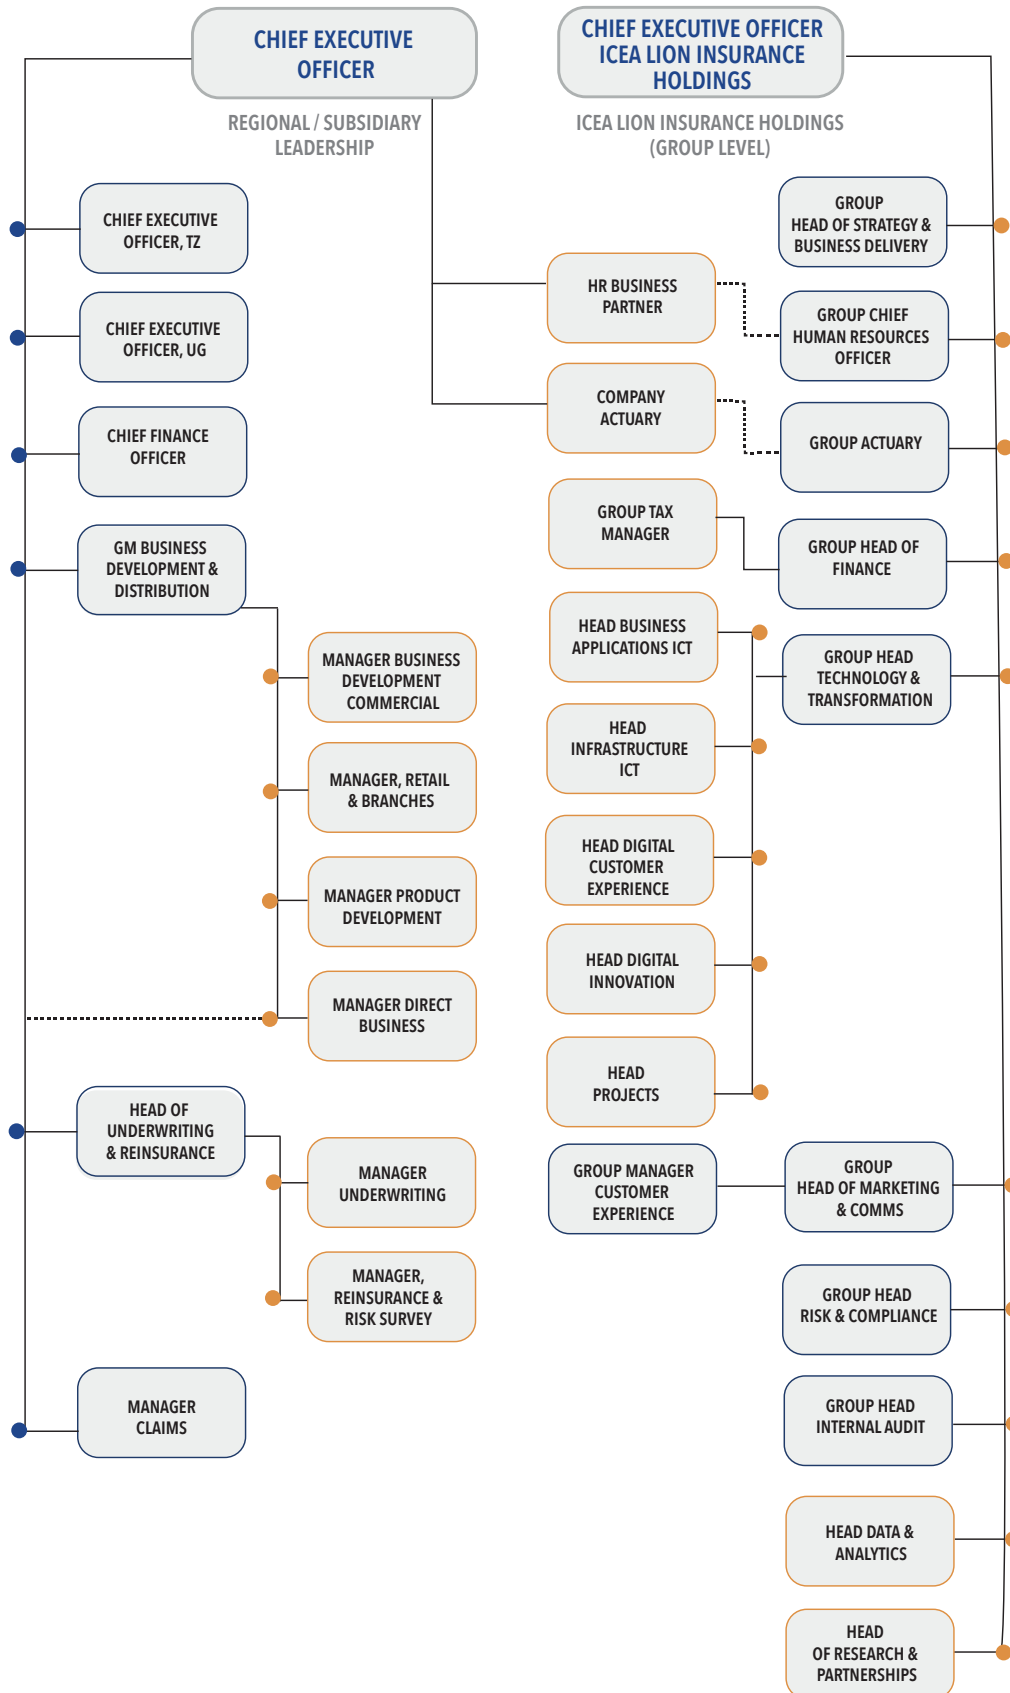 CHIEF EXECUTIVE
OFFICER
REGIONAL / SUBSIDIARY
LEADERSHIP
CHIEF EXECUTIVE
OFFICER, TZ
CHIEF EXECUTIVE
OFFICER, UG
CHIEF FINANCE
OFFICER
GM BUSINESS
DEVELOPMENT &
DISTRIBUTION
MANAGER BUSINESS
DEVELOPMENT
COMMERCIAL
MANAGER, RETAIL
& BRANCHES
MANAGER PRODUCT
DEVELOPMENT
MANAGER DIRECT
BUSINESS
HEAD OF
UNDERWRITING
& REINSURANCE
MANAGER
UNDERWRITING
MANAGER,
REINSURANCE &
RISK SURVEY
MANAGER
CLAIMS
CHIEF EXECUTIVE OFFICER
ICEA LION INSURANCE
HOLDINGS
ICEA LION INSURANCE HOLDINGS
(GROUP LEVEL)
HR BUSINESS
PARTNER
COMPANY
ACTUARY
GROUP TAX
MANAGER
HEAD BUSINESS
APPLICATIONS ICT
HEAD
INFRASTRUCTURE
ICT
HEAD DIGITAL
CUSTOMER
EXPERIENCE
HEAD DIGITAL
INNOVATION
HEAD
PROJECTS
GROUP MANAGER
CUSTOMER
EXPERIENCE
GROUP
HEAD OF STRATEGY &
BUSINESS DELIVERY
GROUP CHIEF
HUMAN RESOURCES
OFFICER
GROUP ACTUARY
GROUP HEAD OF
FINANCE
GROUP HEAD
TECHNOLOGY &
TRANSFORMATION
GROUP
HEAD OF MARKETING
& COMMS
GROUP HEAD
RISK & COMPLIANCE
GROUP HEAD
INTERNAL AUDIT
HEAD DATA &
ANALYTICS
HEAD
OF RESEARCH &
PARTNERSHIPS